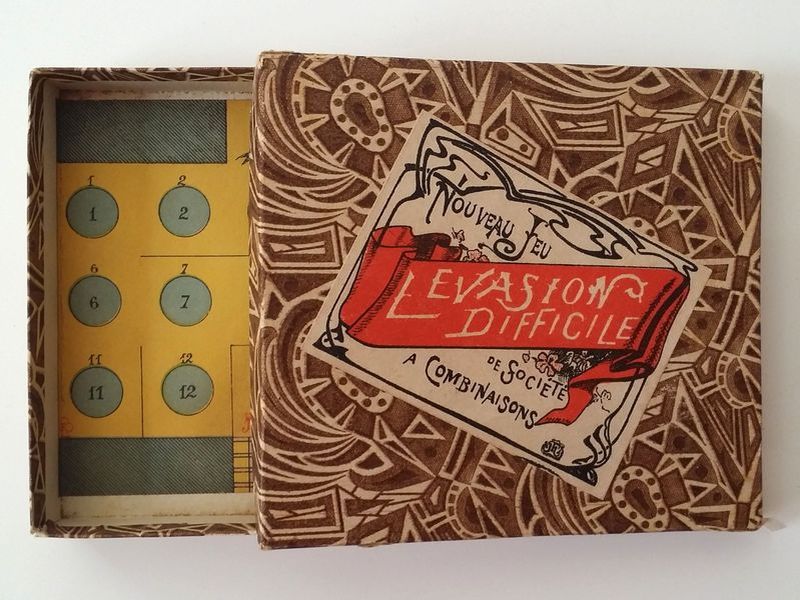 1 2
1 2
6 7
6 7
11 12
11 12
NOUVEAU JEU
L'EVASION
DIFFICILE
DE SOCIÉTÉ
A COMBINAISONS